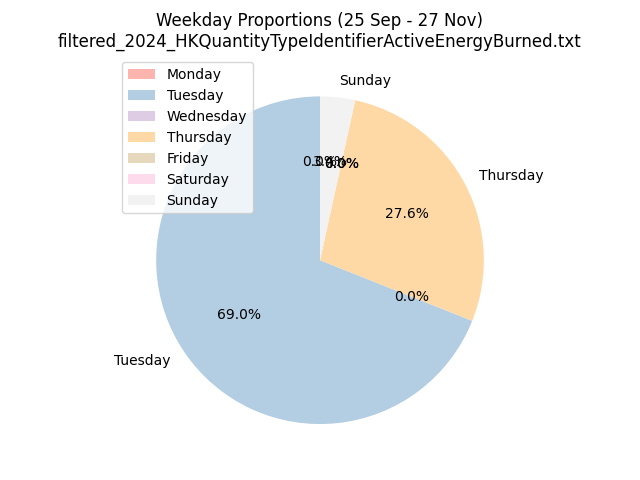 Weekday Proportions (25 Sep - 27 Nov)
filtered_2024_HKQuantityTypeIdentifierActiveEnergyBurned.txt
Monday
Tuesday
Wednesday
Thursday
Friday
Saturday
Sunday
Sunday
Thursday
27.6%
0.0%
69.0%
Tuesday